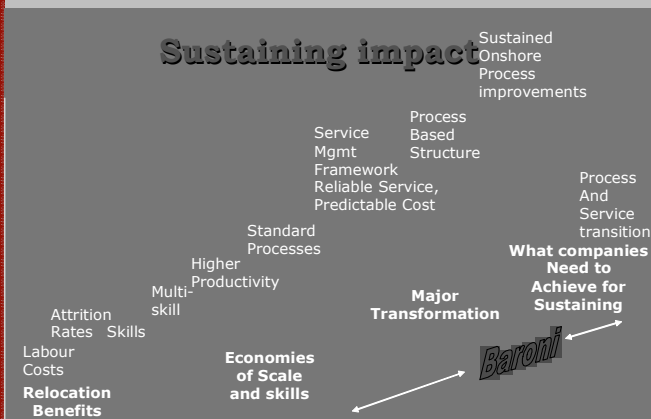 Sustaining impact
Sustained
Onshore
Process
improvements
Process
Based
Structure
Service
Mgmt
Framework
Reliable Service,
Predictable Cost
Process
And
Service
transition
Standard
Processes
Higher
Productivity
Multi-
skill
Attrition
Rates Skills
Labour
Costs
Relocation
Benefits
Economies
of Scale
and skills
Major
Transformation
What companies
Need to
Achieve for
Sustaining
Baroni